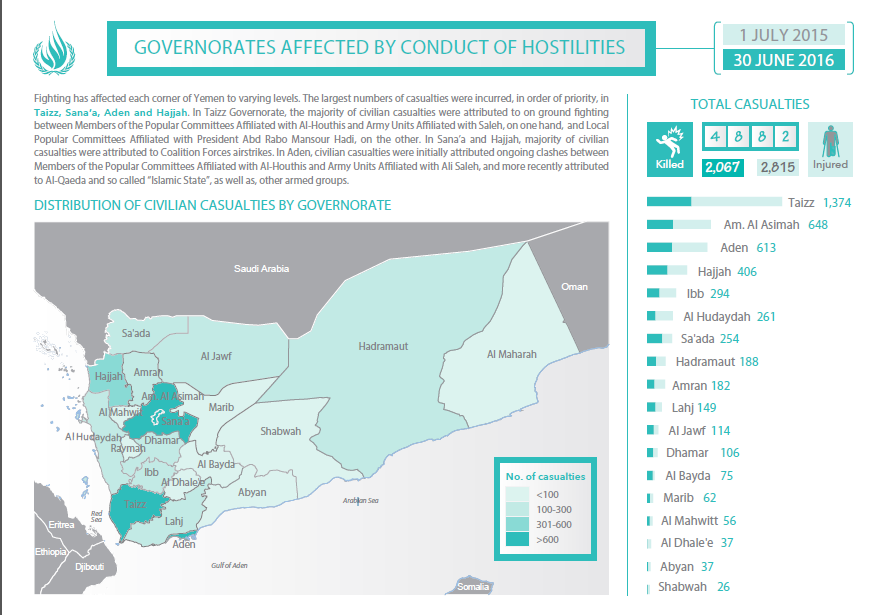 GOVERNORATES AFFECTED BY CONDUCT OF HOSTILITIES
1 JULY 2015
30 JUNE 2016
Fighting has affected each corner of Yemen to varying levels. The largest numbers of casualties were incurred, in order of priority, in
Taizz, Sana'a, Aden and Hajjah. In Taizz Governorate, the majority of civilian casualties were attributed to on ground fighting
between Members of the Popular Committees Affiliated with Al-Houthis and Army Units Affiliated with Saleh, on one hand, and Local
Popular Committees Affiliated with President Abd Rabo Mansour Hadi, on the other. In Sana'a and Hajjah, majority of civilian
casualties were attributed to Coalition Forces airstrikes. In Aden, civilian casualties were initially attributed ongoing clashes between
Members of the Popular Committees Affiliated with Al-Houthis and Army Units Affiliated with Ali Saleh, and more recently attributed
to Al-Qaeda and so called "Islamic State", as well as, other armed groups.
DISTRIBUTION OF CIVILIAN CASUALTIES BY GOVERNORATE
Saudi Arabia
Oman
Sa'ada
Hadramaut
Al Jawf
Al Maharah
Amrah
Hajjah
Am. Al Asimah
Marib
Al Mahwit
Sana'a
Shabwah
Al Hudaydah
Dhamar
Raymah
Al Bayda
Ibb
Al Dhale'e
Abyan
Taizz
Arabian Sea
Red
Sea
Lahj
Eritrea
Aden
Ethiopia
Djibouti
Gulf of Aden
Somalia
No. of casualties
<100
100-300
301-600
>600
TOTAL CASUALTIES
4 8 8 2
Killed
2,067
2,815
Injured
Taizz 1,374
Am. Al Asimah 648
Aden 613
Hajjah 406
Ibb 294
Al Hudaydah 261
Sa'ada 254
Hadramaut 188
Amran 182
Lahj 149
Al Jawf 114
Dhamar 106
Al Bayda 75
Marib 62
Al Mahwitt 56
Al Dhale'e 37
Abyan 37
Shabwah 26